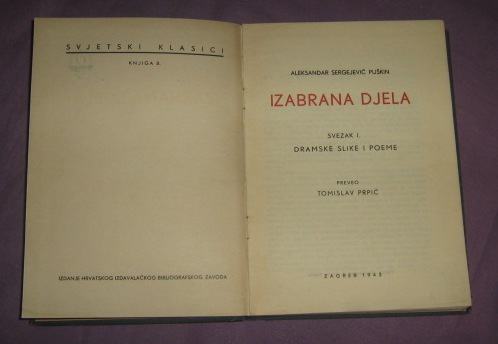 SVJETSKI KLASICI
KNJIGA 8.
IZDANJE HRVATSKOG IZDAVALAČKOG BIBLIOGRAFSKOG ZAVODA
ALEKSANDAR SERGEJEVIĆ PUŠKIN
IZABRANA DJELA
SVEZAK I.
DRAMSKE SLIKE I POEME
PREVEO
TOMISLAV PRPIĆ
ZAGREB